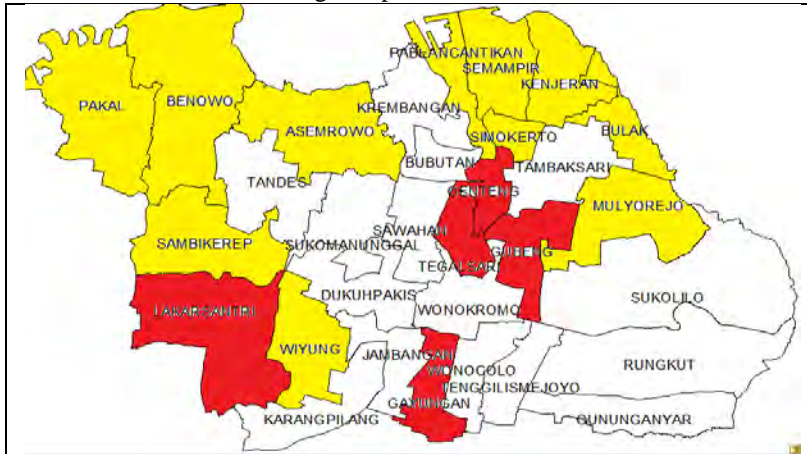 PABLANCANTIKAN
SEMAMPIR
KENJERAN
PAKAL
BENOWO
KREMBANGAN
ASEMROWO
SIMOKERTO
BULAK
BUBUTAN
TAMBAKSARI
TANDES
GENTENG
MULYOREJO
SAWAHAN
SAMBIKEREP
SUKOMANUNGGAL
GUBENG
TEGALSARI
DUKUHPAKIS
SUKOLILO
LAKARSANTRI
WONOKROMO
WIYUNG
JAMBANGAN
WONOCOLO
RUNGKUT
TENGGILISMEJOYO
GAYUNGAN
KARANGPILANG
GUNUNGANYAR